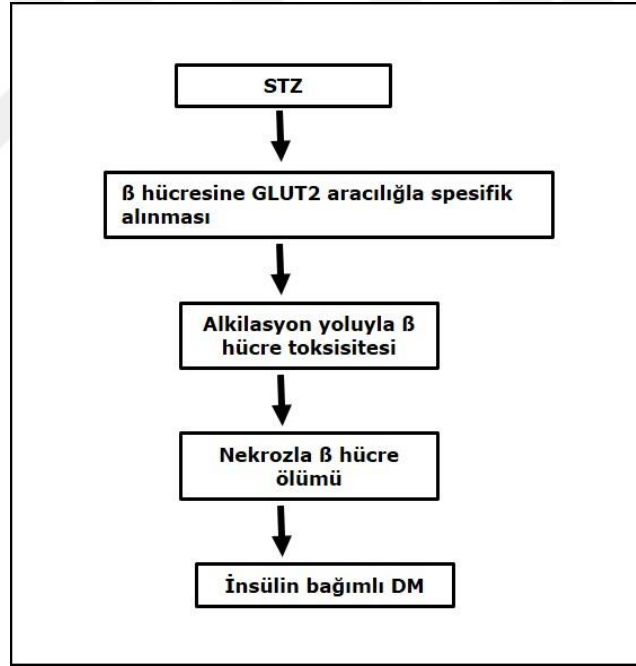 STZ
ß hücresine GLUT2 aracılığla spesifik
alınması
Alkilasyon yoluyla ß
hücre toksisitesi
Nekrozla ß hücre
ölümü
İnsülin bağımlı DM